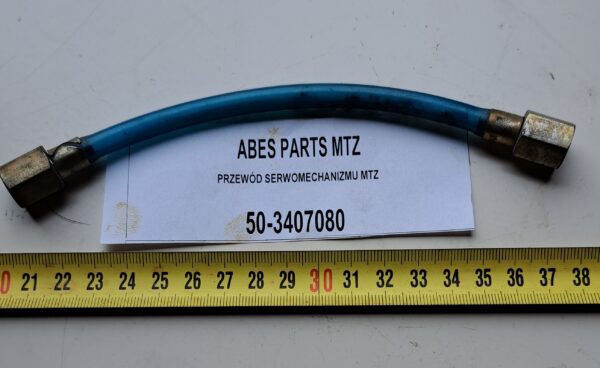 ABES PARTS MTZ
PRZEWÓD SERWOMECHANIZMU MTZ
50-3407080
0 21 22 23 24 25 26 27 28 29 30 31 32 33 34 35 36 37 38